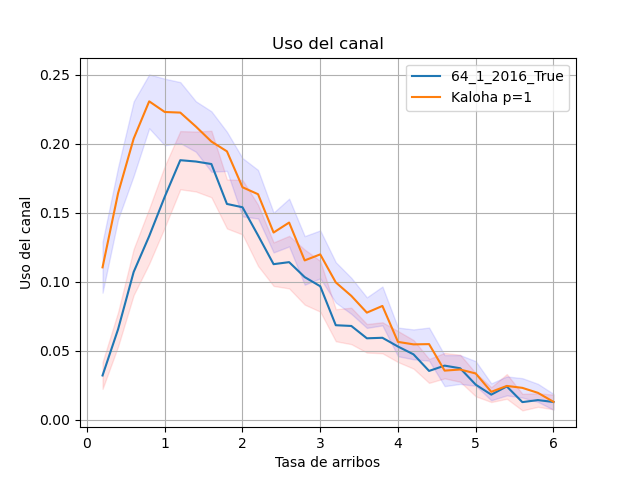 Uso del canal
64_1_2016_True
Kaloha p=1
Uso del canal
0.25
0.20
0.15
0.10
0.05
0.00
0 1 2 3 4 5 6
Tasa de arribos